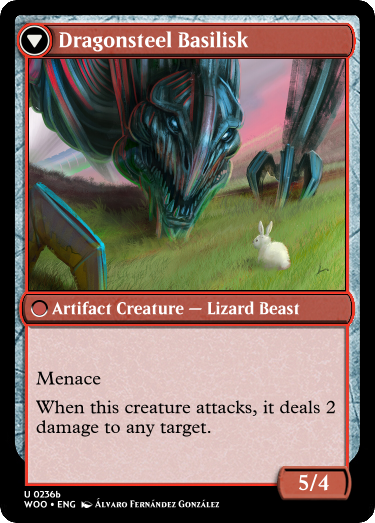 Dragonsteel Basilisk
Artifact Creature — Lizard Beast
Menace
When this creature attacks, it deals 2
damage to any target.
5/4
U 0236b
WOO • ENG Álvaro Fernández González